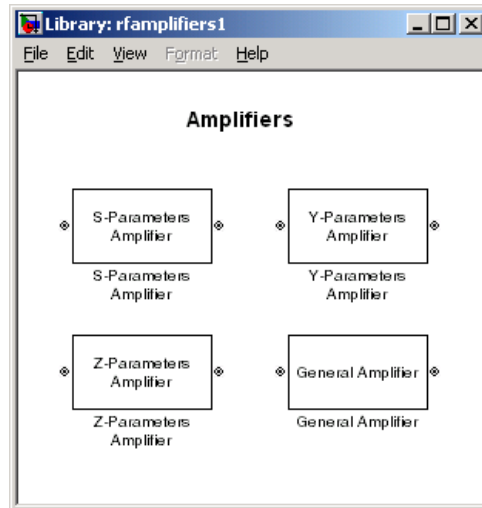 Library: rfamplifiers1
File Edit View Format Help
Amplifiers
S-Parameters
Amplifier
S-Parameters
Amplifier
Y-Parameters
Amplifier
Y-Parameters
Amplifier
Z-Parameters
Amplifier
Z-Parameters
Amplifier
General Amplifier
General Amplifier